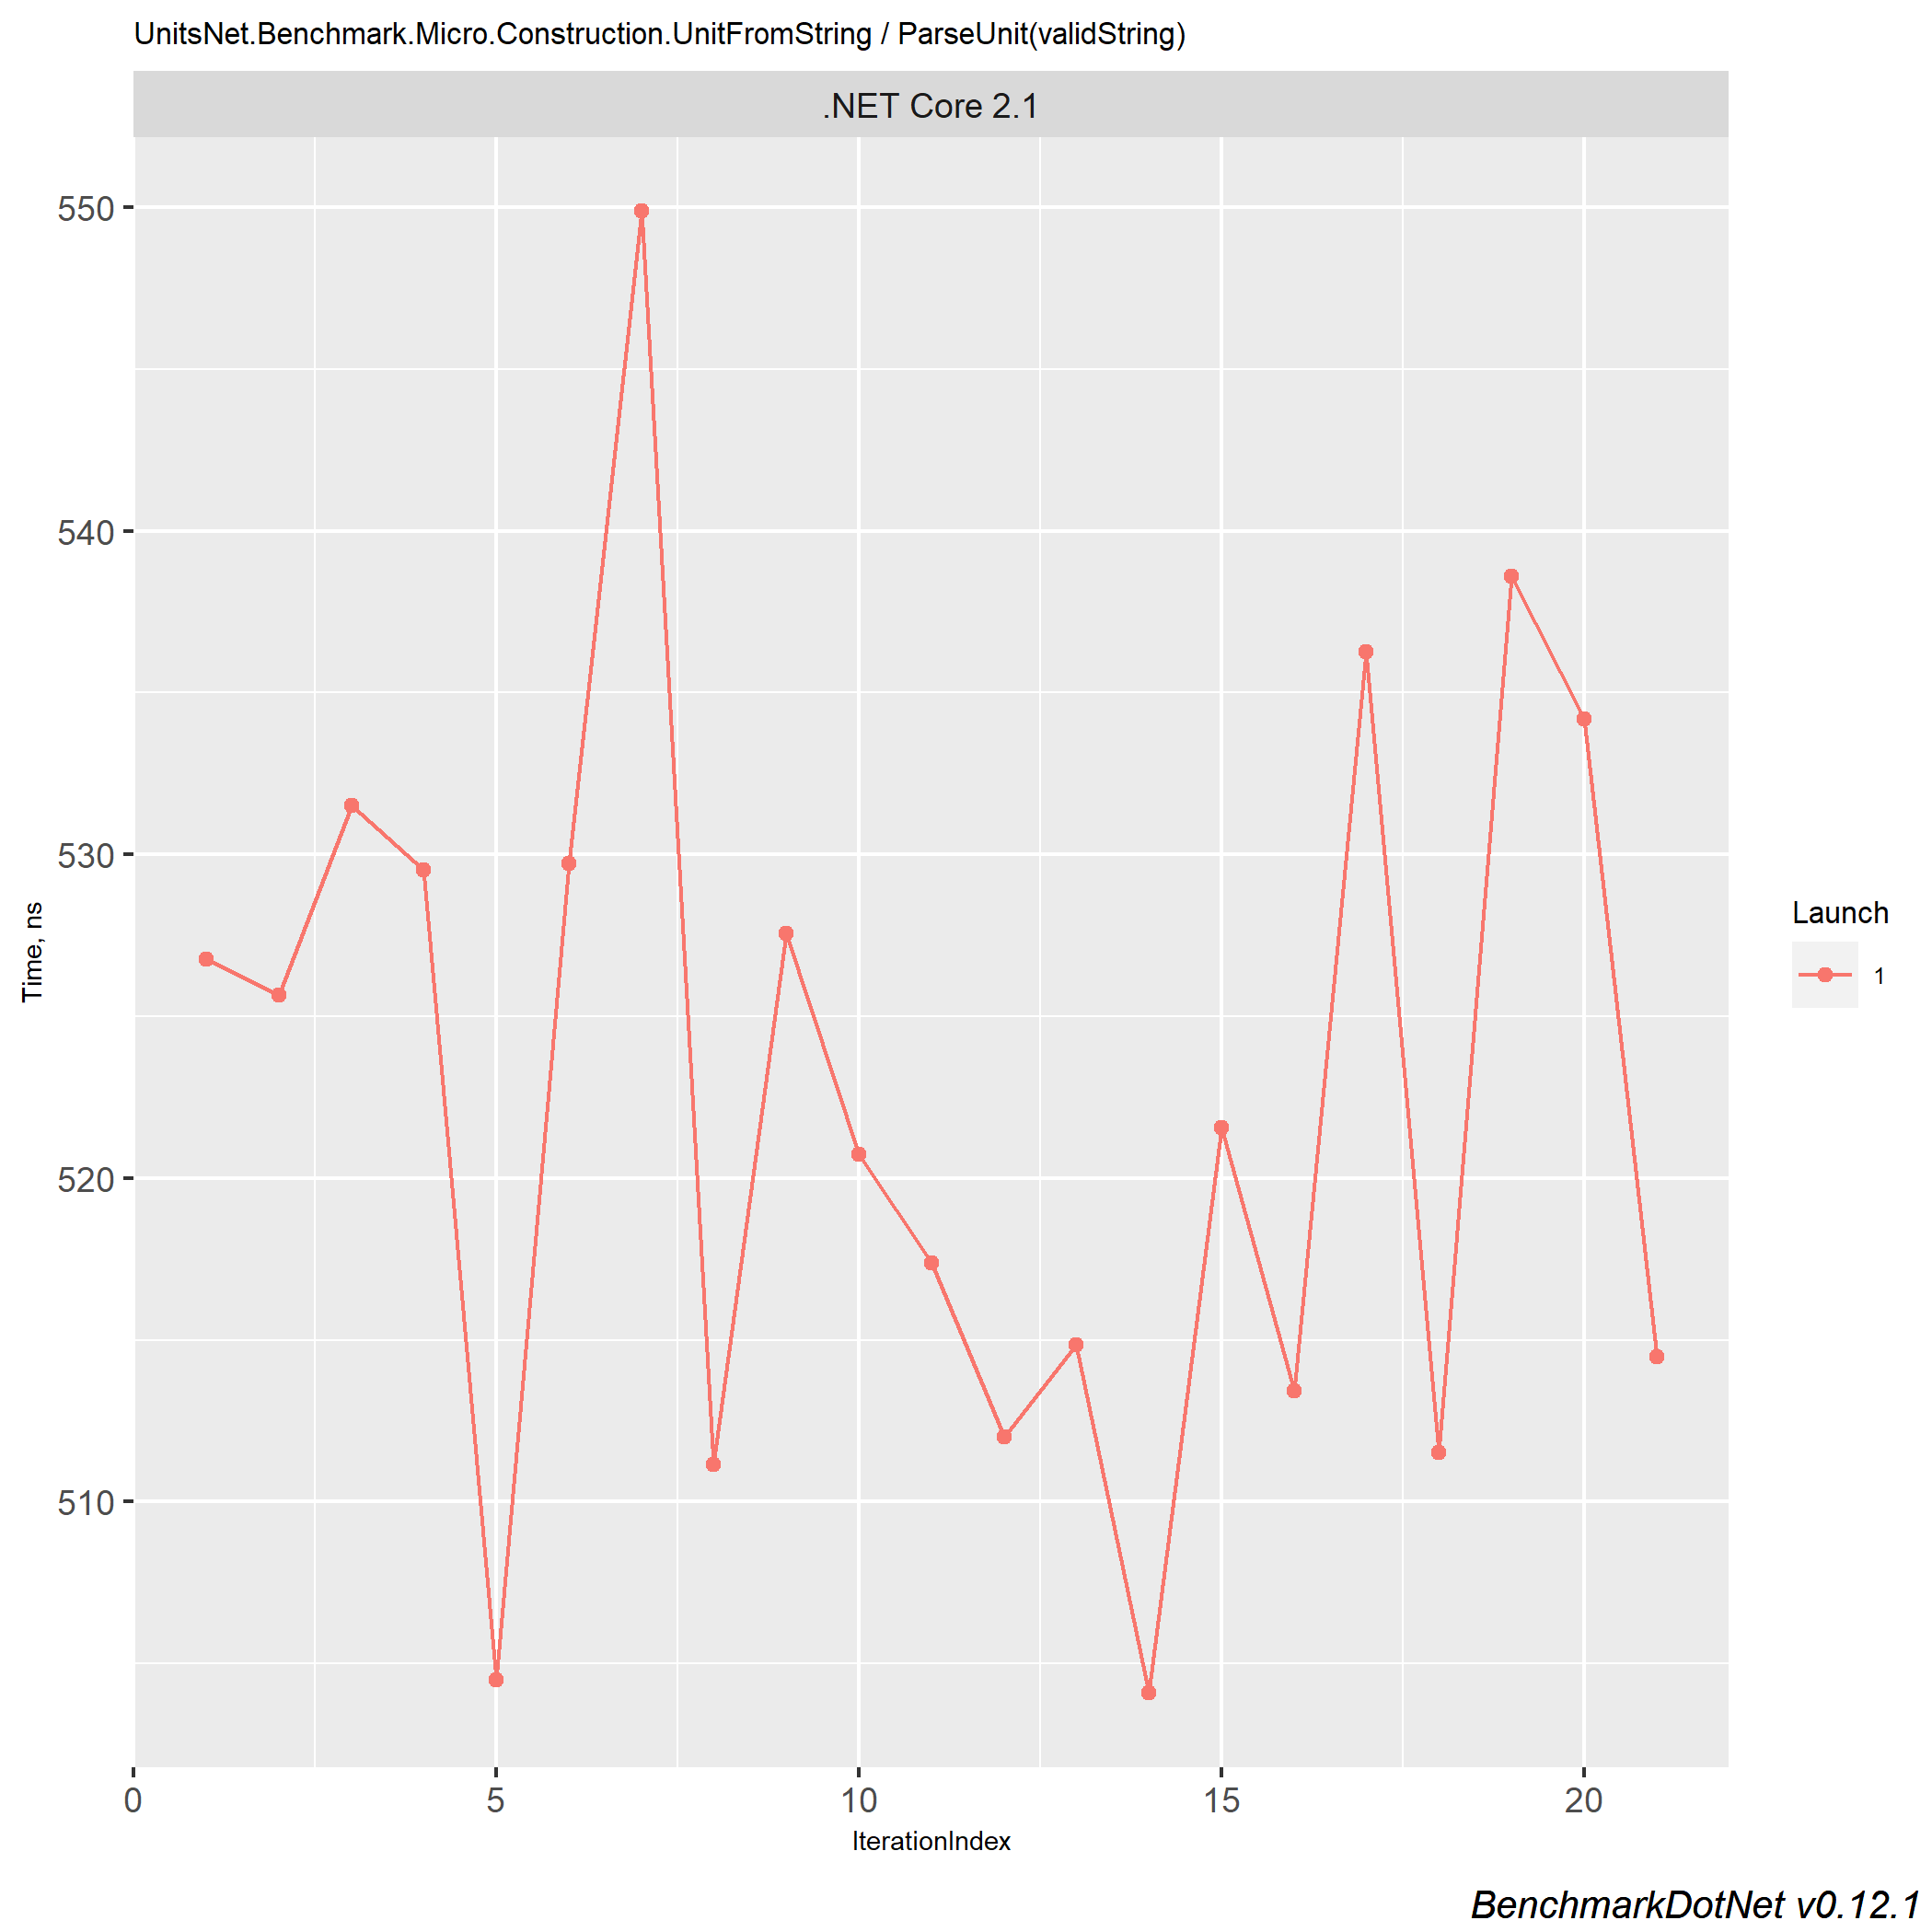 UnitsNet.Benchmark.Micro.Construction.UnitFromString / ParseUnit(validString)
.NET Core 2.1
550
540
530
520
510
Time, ns
0 5 10 15 20
IterationIndex
Launch
1
BenchmarkDotNet v0.12.1